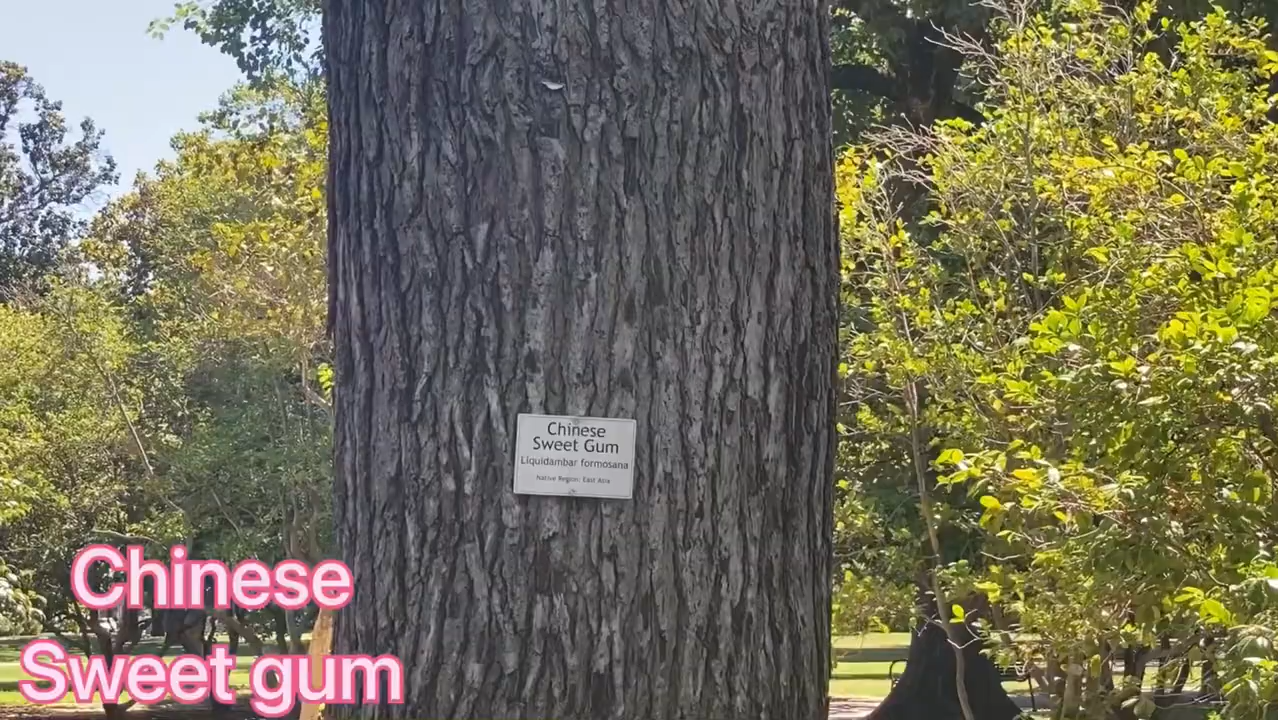 Chinese
Sweet Gum
Liquidambar formosana
Native Region: East Asia
Chinese
Sweet gum